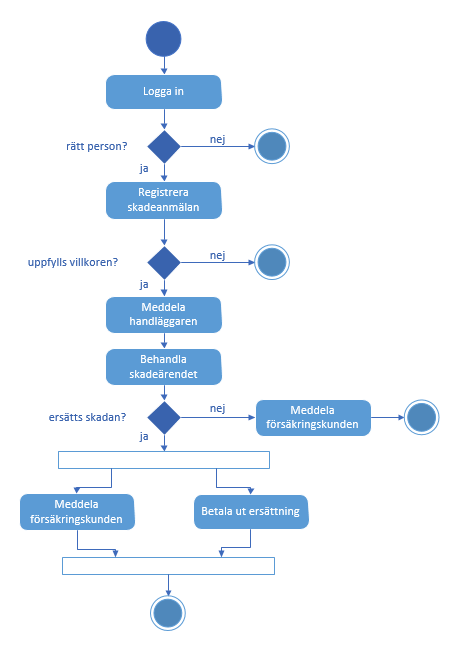 Logga in
rätt person?
nej
ja
Registrera
skadeanmälan
uppfylls villkoren?
nej
ja
Meddela
handläggaren
Behandla
skadeärendet
ersätts skadan?
nej
Meddela
försäkringskunden
ja
Meddela
försäkringskunden
Betala ut ersättning